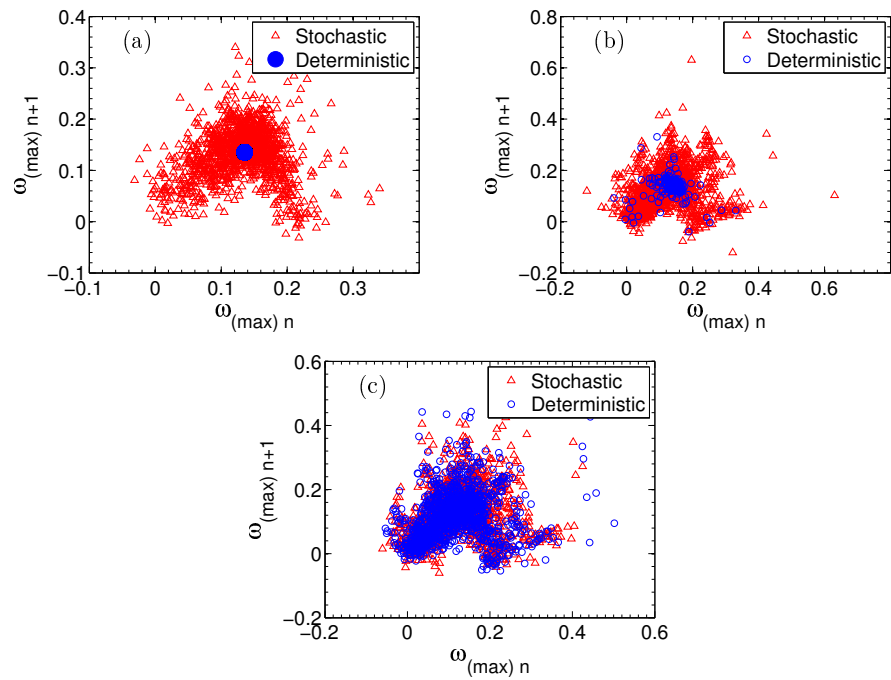 (a)
Stochastic
Deterministic
0.4
0.3
0.2
0.1
0
−0.1
ω(max) n+1
−0.1 0 0.1 0.2 0.3
ω(max) n
(b)
Stochastic
Deterministic
0.8
0.6
0.4
0.2
0
−0.2
ω(max) n+1
−0.2 0 0.2 0.4 0.6
ω(max) n
(c)
Stochastic
Deterministic
0.6
0.4
0.2
0
−0.2
ω(max) n+1
−0.2 0 0.2 0.4 0.6
ω(max) n